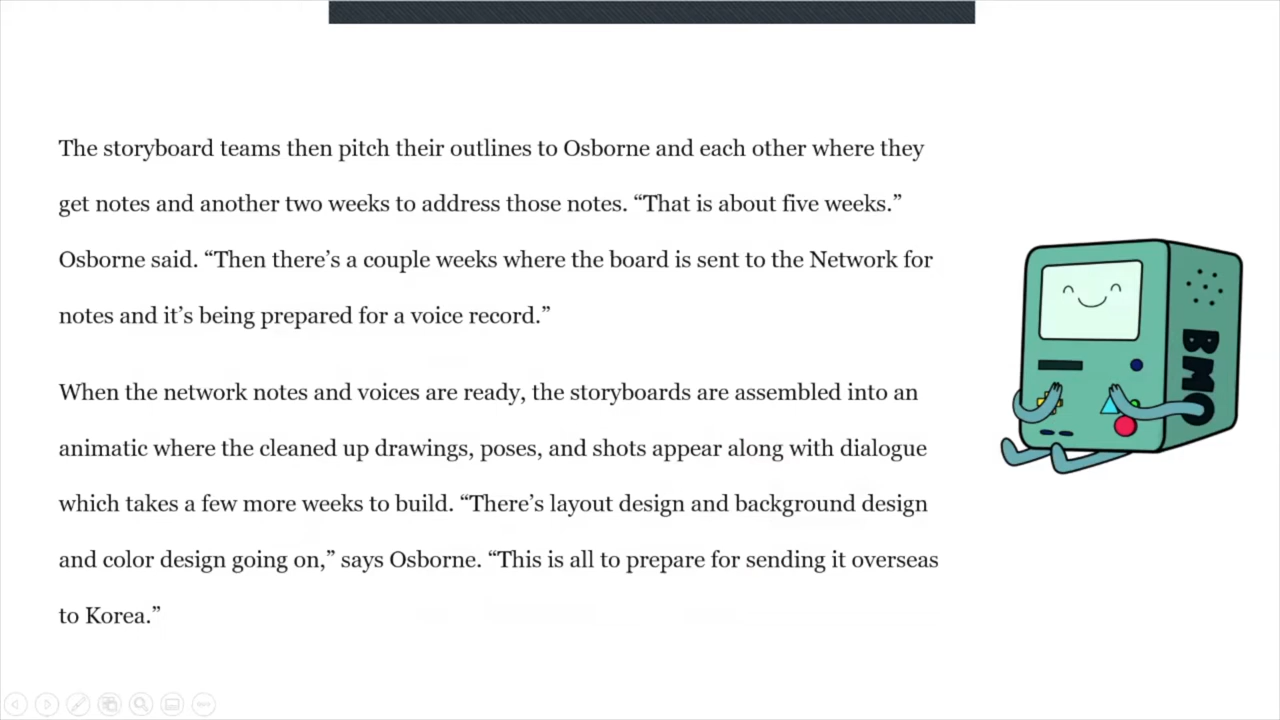 The storyboard teams then pitch their outlines to Osborne and each other where they
get notes and another two weeks to address those notes. “That is about five weeks.”
Osborne said. “Then there’s a couple weeks where the board is sent to the Network for
notes and it’s being prepared for a voice record.”
When the network notes and voices are ready, the storyboards are assembled into an
animatic where the cleaned up drawings, poses, and shots appear along with dialogue
which takes a few more weeks to build. “There’s layout design and background design
and color design going on,” says Osborne. “This is all to prepare for sending it overseas
to Korea.”
BMO